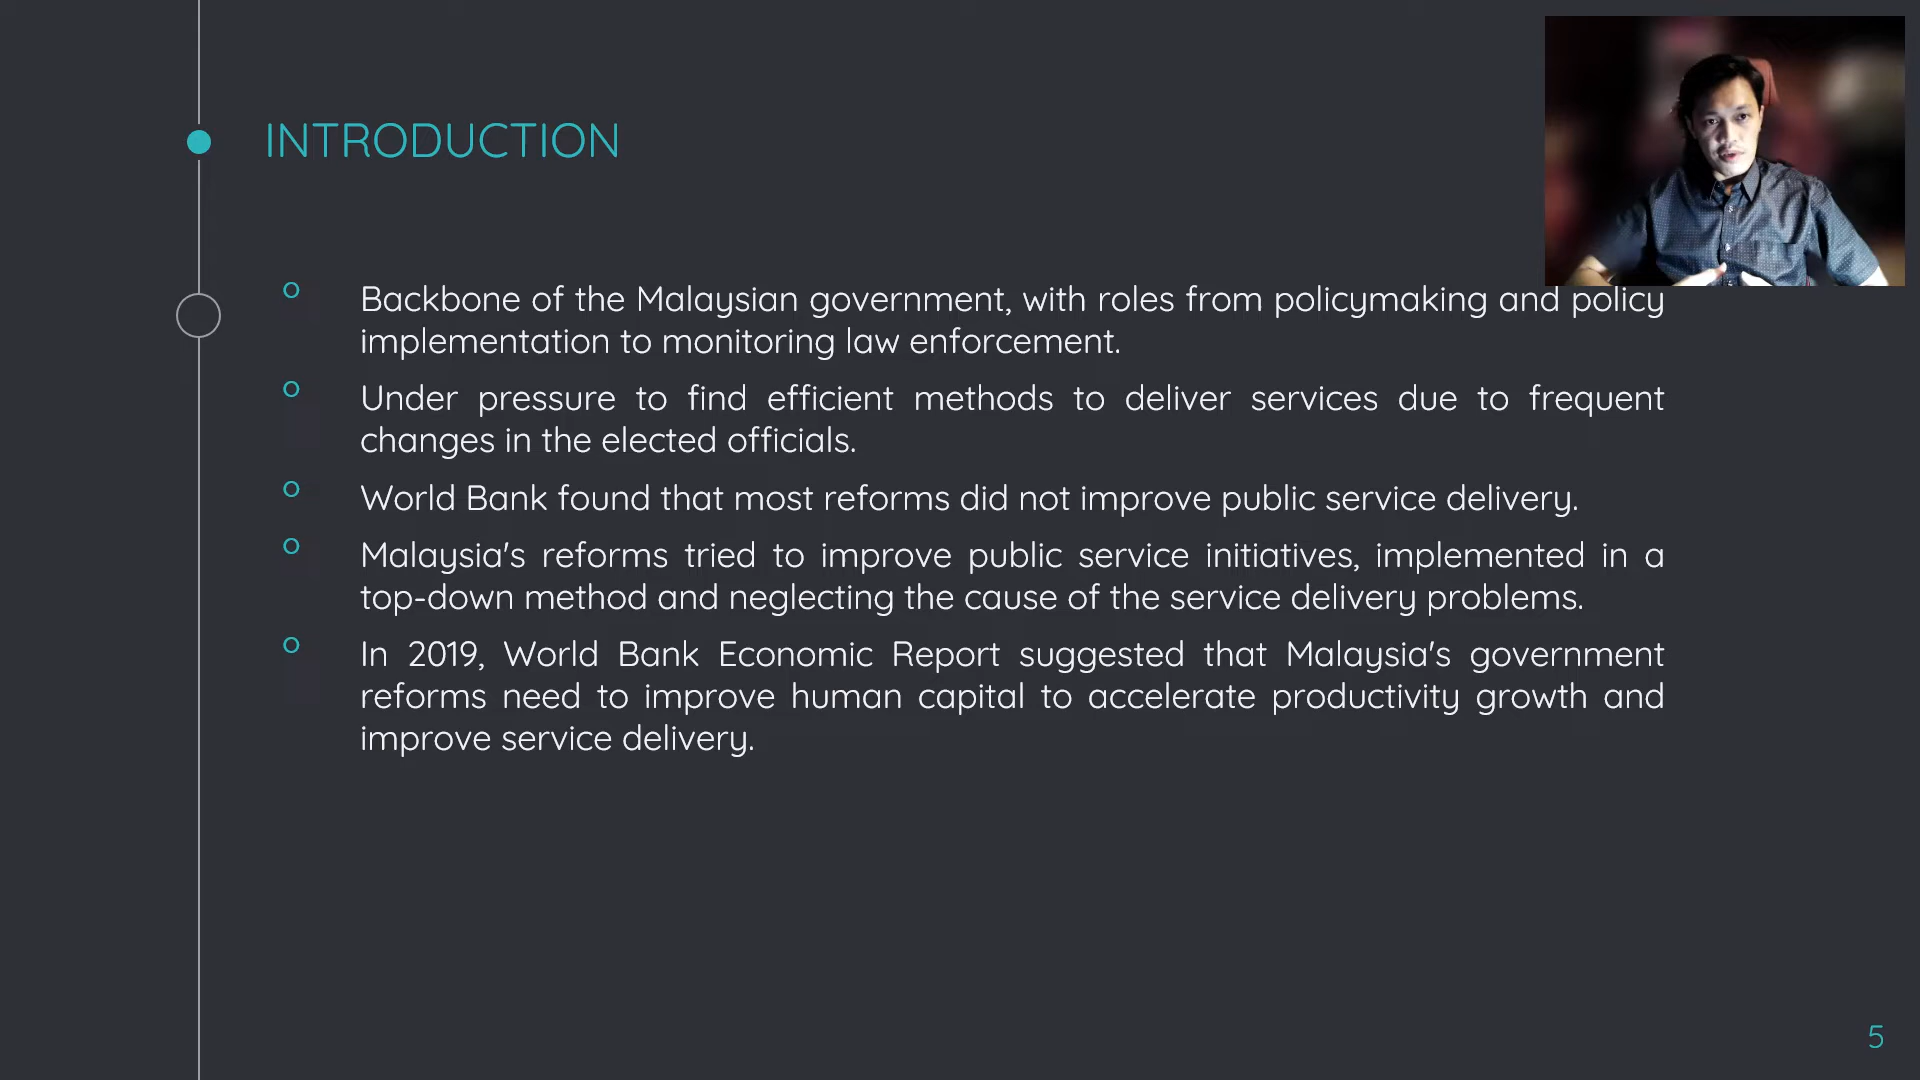 INTRODUCTION
Backbone of the Malaysian government, with roles from policymaking and policy
implementation to monitoring law enforcement.
Under pressure to find efficient methods to deliver services due to frequent
changes in the elected officials.
World Bank found that most reforms did not improve public service delivery.
Malaysia's reforms tried to improve public service initiatives, implemented in a
top-down method and neglecting the cause of the service delivery problems.
In 2019, World Bank Economic Report suggested that Malaysia's government
reforms need to improve human capital to accelerate productivity growth and
improve service delivery.
5